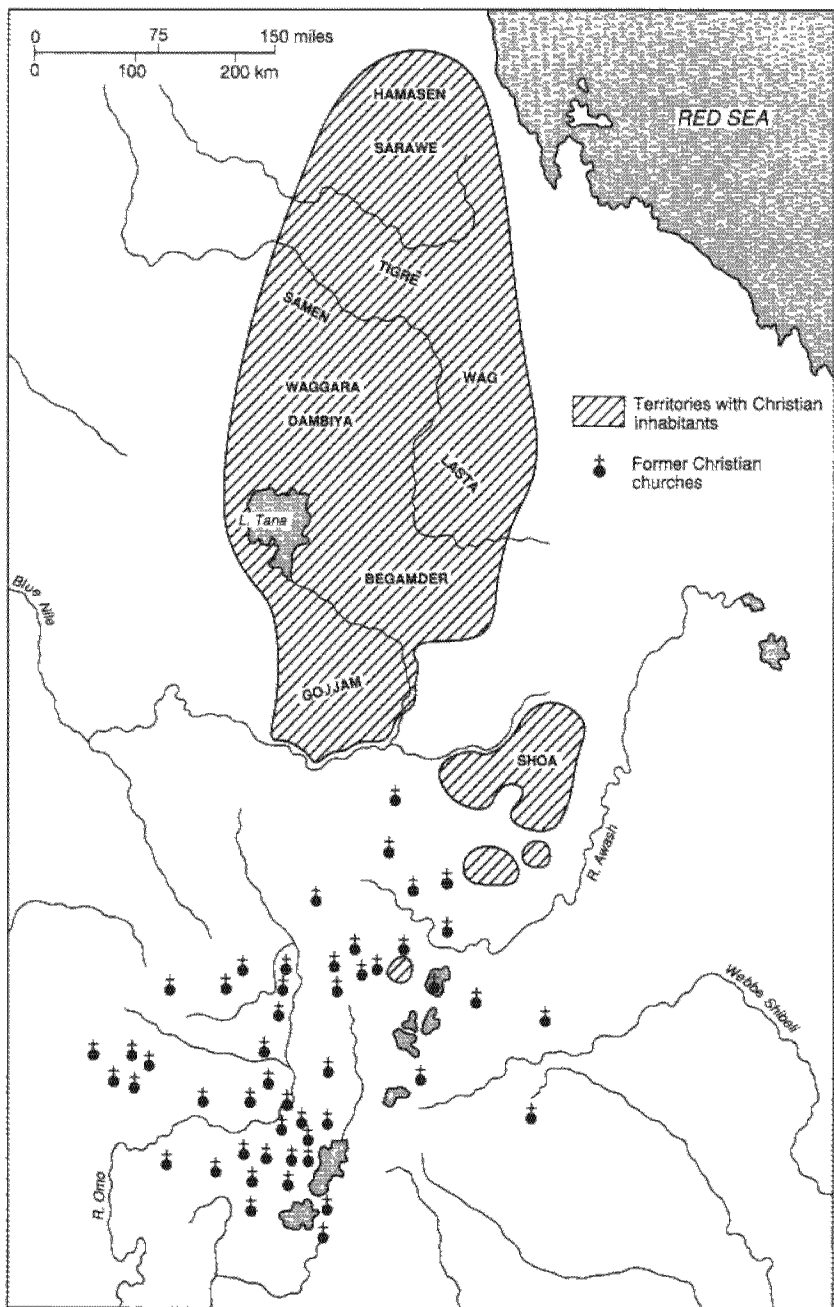 0 75 150 miles
0 100 200 km
HAMASEN
RED SEA
SARAWE
TIGRĒ
SAMEN
WAGGARA
WAG
Territories with Christian
inhabitants
DAMBIYA
LASTA
Former Christian
churches
L. Tana
BEGAMDER
Blue Nile
GOJJAM
SHOA
R. Awash
Webbe Shibeli
R. Omo